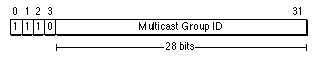 0 1 2 3 31
1 1 1 0 Multicast Group ID
28 bits